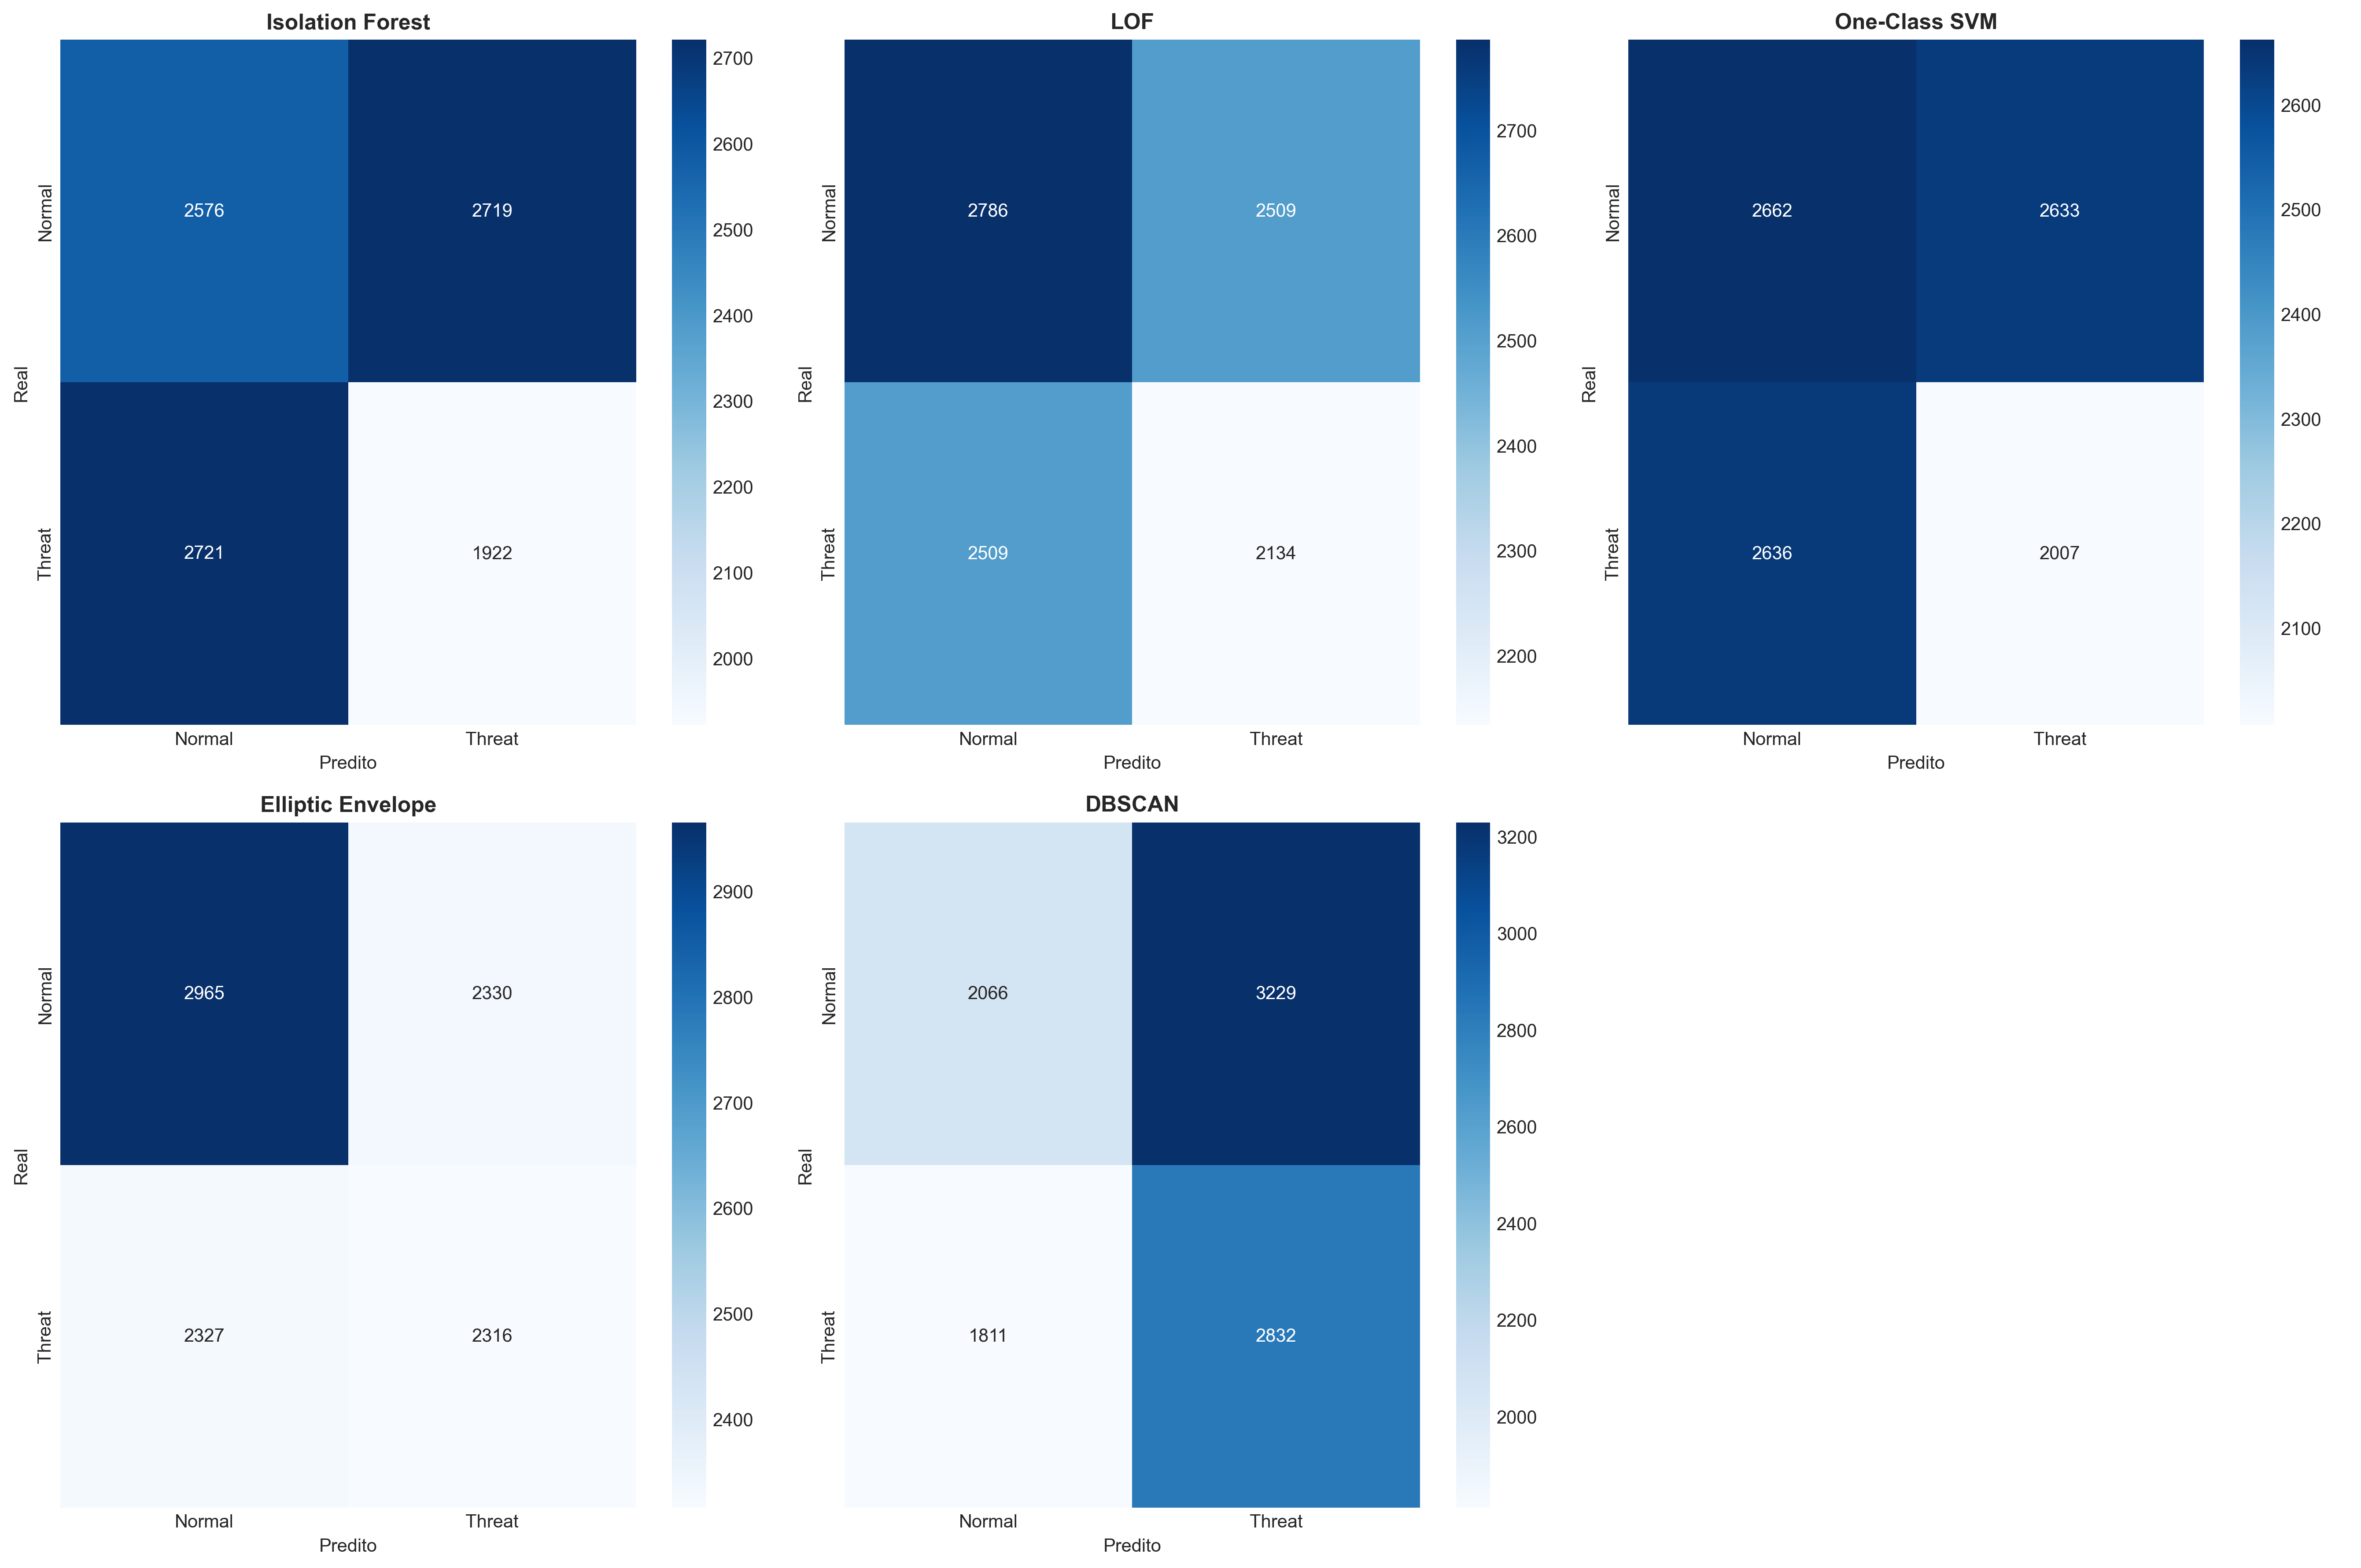 Isolation Forest
Real
Normal
Threat
2576 2719
2721 1922
Normal Threat
Predito
2700
2600
2500
2400
2300
2200
2100
2000
LOF
Real
Normal
Threat
2786 2509
2509 2134
Normal Threat
Predito
2700
2600
2500
2400
2300
2200
One-Class SVM
Real
Normal
Threat
2662 2633
2636 2007
Normal Threat
Predito
2600
2500
2400
2300
2200
2100
Elliptic Envelope
Real
Normal
Threat
2965 2330
2327 2316
Normal Threat
Predito
2900
2800
2700
2600
2500
2400
DBSCAN
Real
Normal
Threat
2066 3229
1811 2832
Normal Threat
Predito
3200
3000
2800
2600
2400
2200
2000